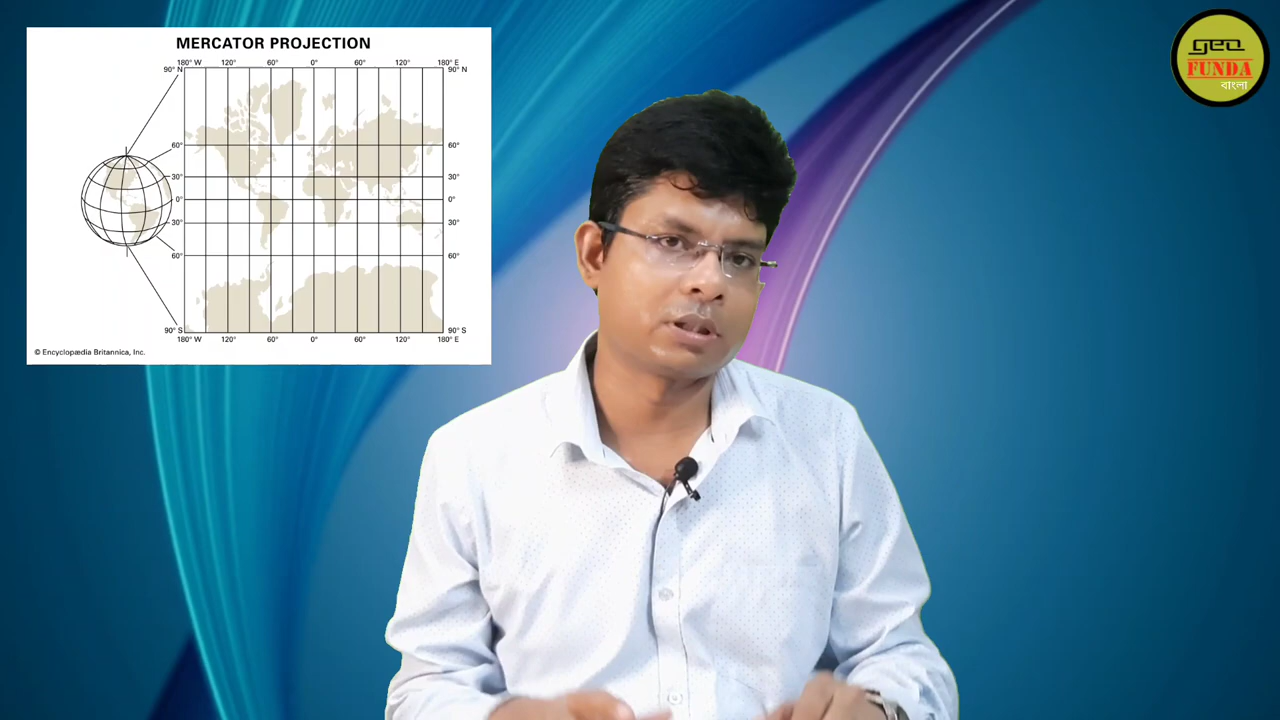 MERCATOR PROJECTION
180° W 120° 60° 0° 60° 120° 180° E
90° N 90° N
60° 60°
30° 30°
0° 0°
30° 30°
60° 60°
90° S 90° S
180° W 120° 60° 0° 60° 120° 180° E
© Encyclopædia Britannica, Inc.
geo
FUNDA
বাংলা